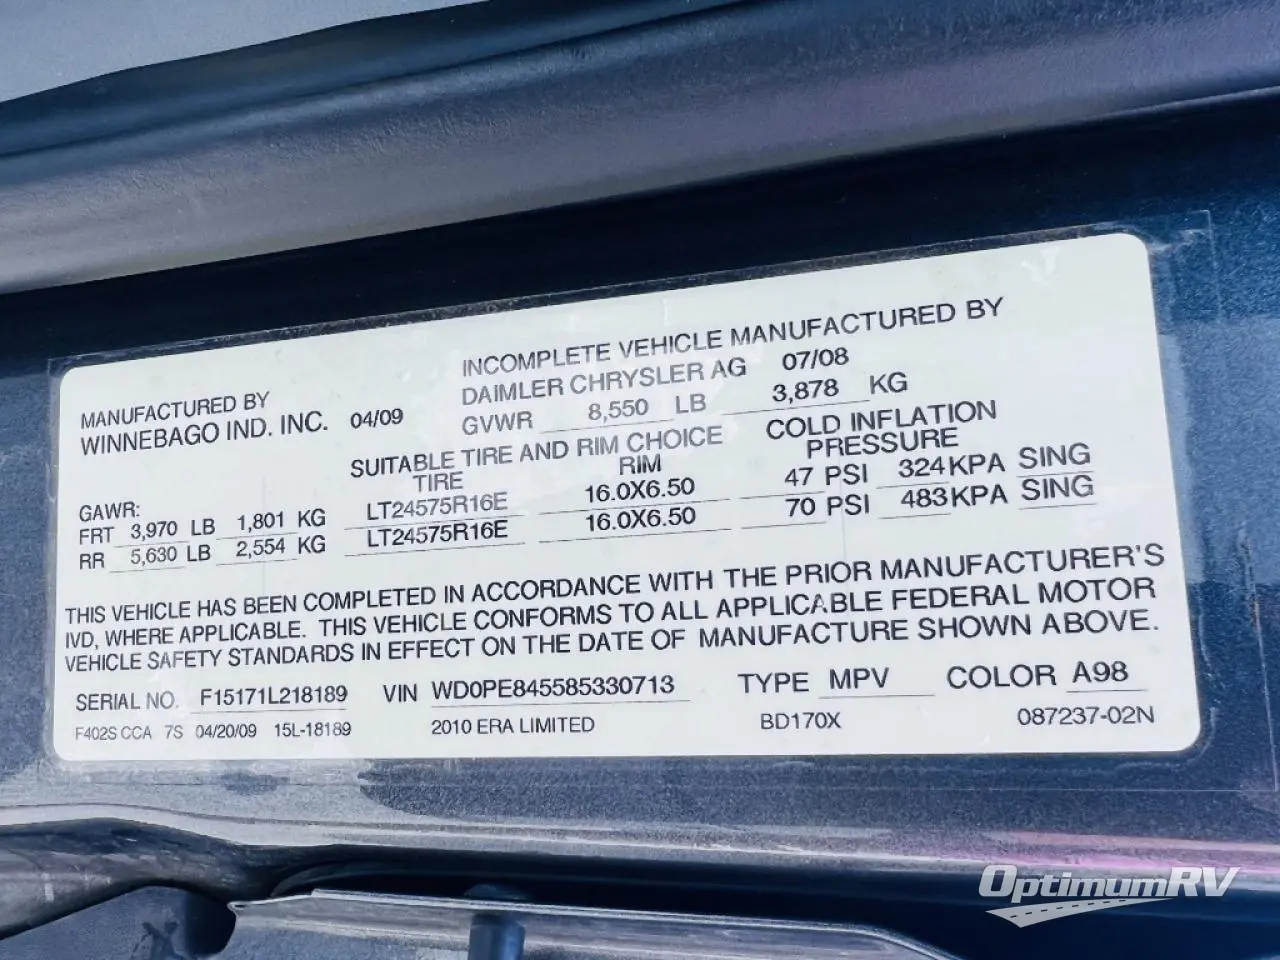 INCOMPLETE VEHICLE MANUFACTURED BY
MANUFACTURED BY DAIMLER CHRYSLER AG 07/08
WINNEBAGO IND. INC. 04/09 GVWR 8,550 LB 3,878 KG
SUITABLE TIRE AND RIM CHOICE COLD INFLATION
TIRE RIM PRESSURE
GAWR:
FRT 3,970 LB 1,801 KG LT24575R16E 16.0X6.50 47 PSI 324KPA SING
RR 5,630 LB 2,554 KG LT24575R16E 16.0X6.50 70 PSI 483KPA SING
THIS VEHICLE HAS BEEN COMPLETED IN ACCORDANCE WITH THE PRIOR MANUFACTURER'S
IVD, WHERE APPLICABLE. THIS VEHICLE CONFORMS TO ALL APPLICABLE FEDERAL MOTOR
VEHICLE SAFETY STANDARDS IN EFFECT ON THE DATE OF MANUFACTURE SHOWN ABOVE.
SERIAL NO. F15171L218189 VIN WD0PE845585330713 TYPE MPV COLOR A98
F402S CCA 7S 04/20/09 15L-18189 2010 ERA LIMITED BD170X 087237-02N
OptimumRV